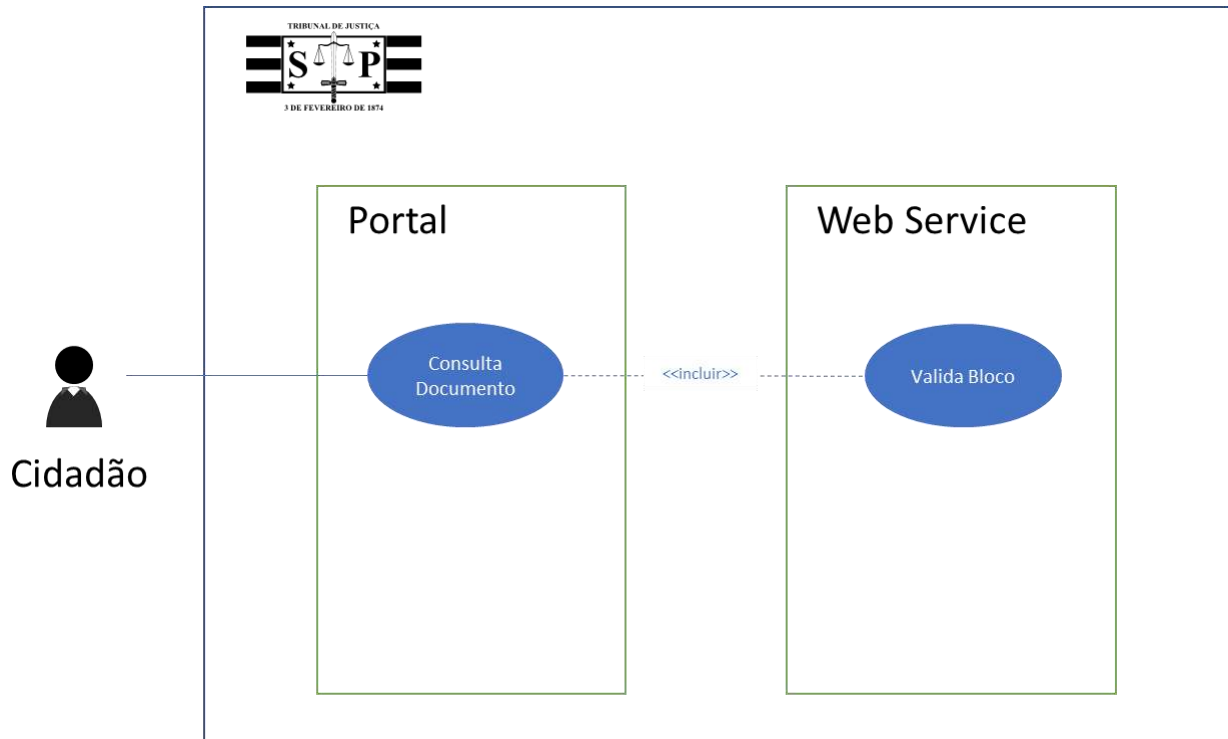 TRIBUNAL DE JUSTIÇA
S P
3 DE FEVEREIRO DE 1874
Portal
Web Service
Consulta
Documento
<<incluir>>
Valida Bloco
Cidadão